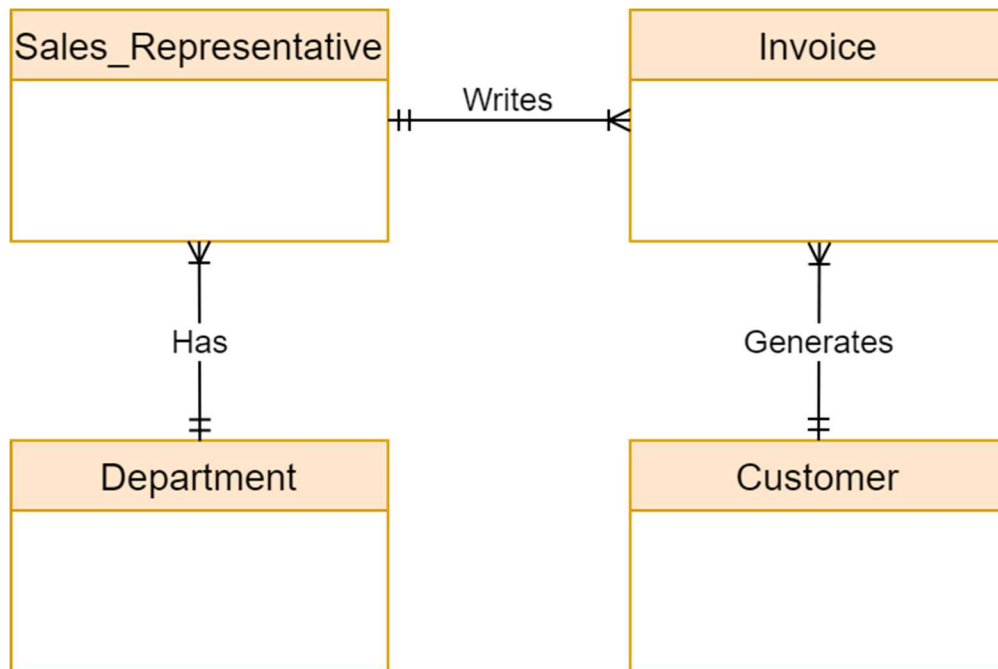 Sales_Representative
Invoice
Writes
Has
Generates
Department
Customer